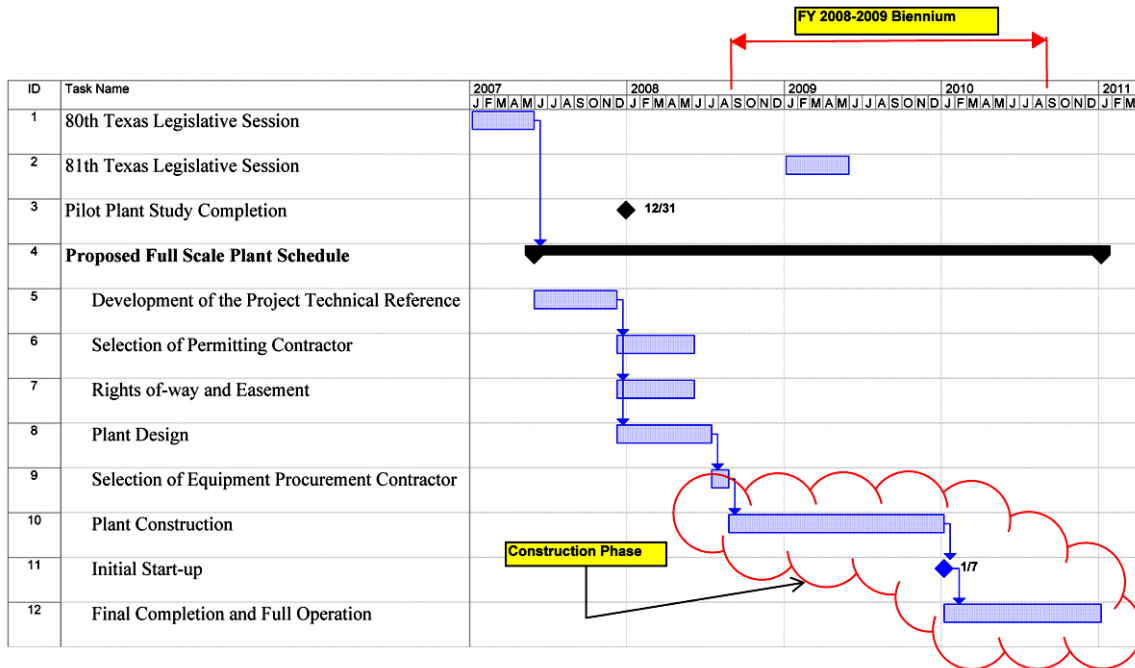 FY 2008-2009 Biennium
ID Task Name 2007 2008 2009 2010 2011
J F M A M J J A S O N D J F M A M J J A S O N D J F M A M J J A S O N D J F M A M J J A S O N D J F M
1 80th Texas Legislative Session
2 81th Texas Legislative Session
3 Pilot Plant Study Completion 12/31
4 Proposed Full Scale Plant Schedule
5 Development of the Project Technical Reference
6 Selection of Permitting Contractor
7 Rights of-way and Easement
8 Plant Design
9 Selection of Equipment Procurement Contractor
10 Plant Construction
Construction Phase
11 Initial Start-up 1/7
12 Final Completion and Full Operation